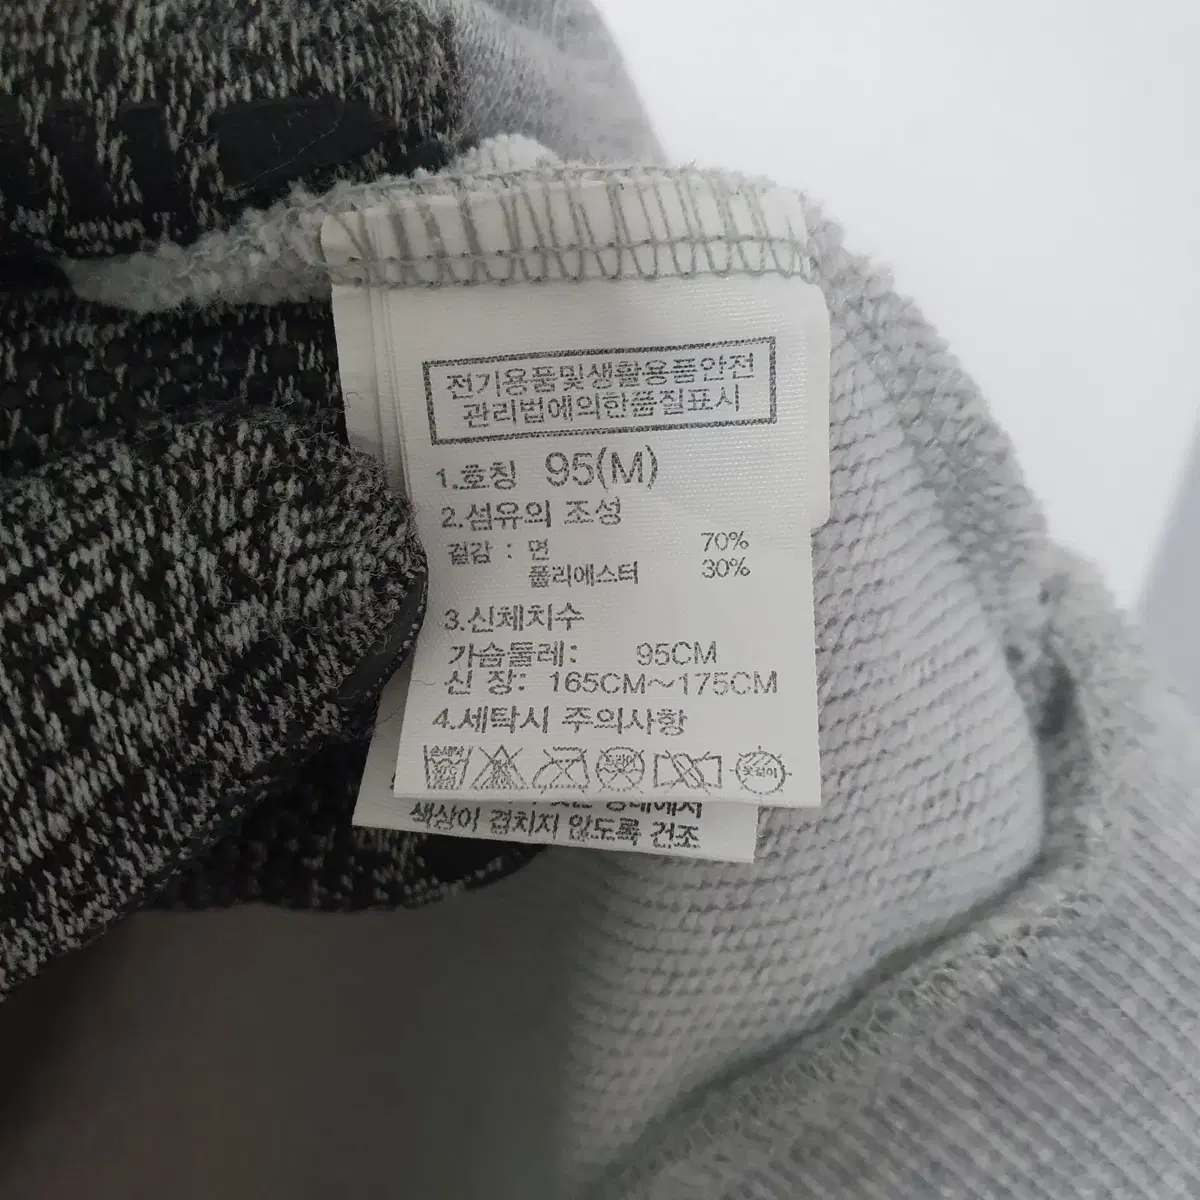 전기용품및생활용품안전
관리법에의한품질표시
1.호칭 95(M)
2.섬유의 조성
겉감 : 면 70%
폴리에스터 30%
3.신체치수
가슴둘레: 95CM
신 장: 165CM~175CM
4.세탁시 주의사항
색상이 겹치지 않도록 건조